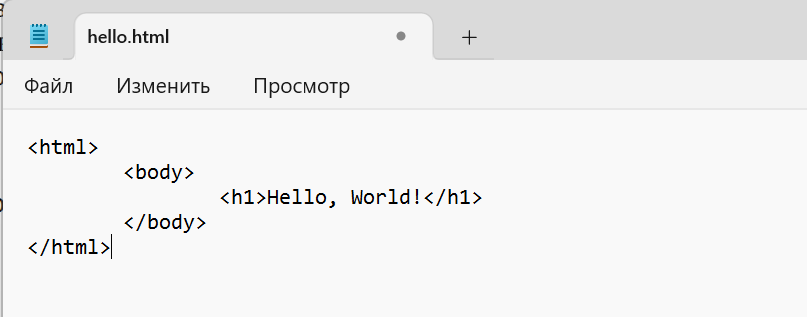 hello.html
Файл Изменить Просмотр
<html>
<body>
<h1>Hello, World!</h1>
</body>
</html>